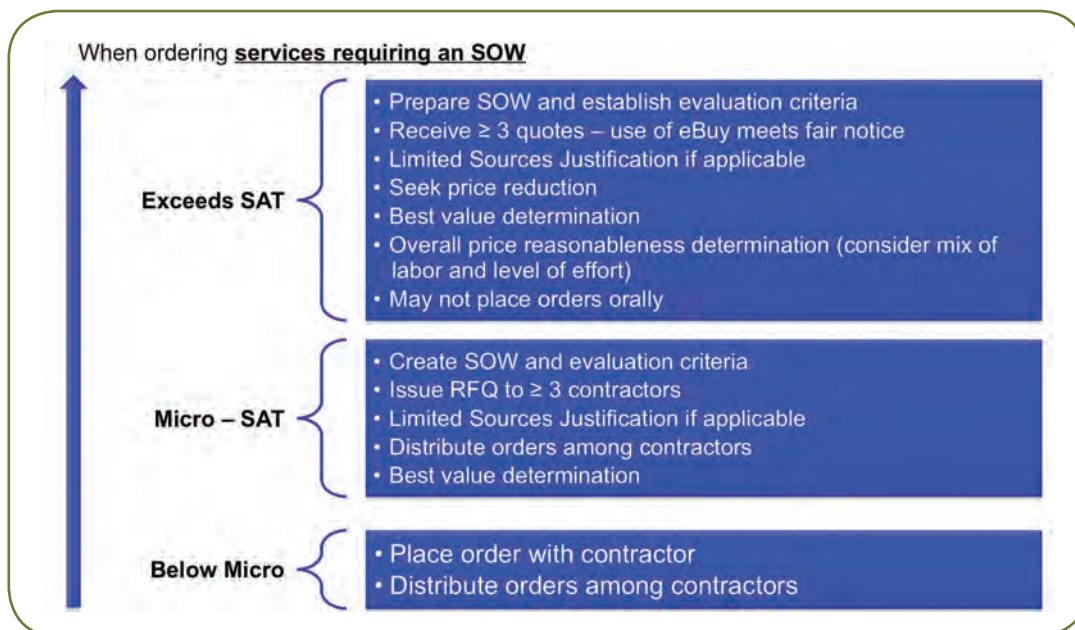 When ordering services requiring an SOW
Exceeds SAT
• Prepare SOW and establish evaluation criteria
• Receive ≥ 3 quotes – use of eBuy meets fair notice
• Limited Sources Justification if applicable
• Seek price reduction
• Best value determination
• Overall price reasonableness determination (consider mix of
labor and level of effort)
• May not place orders orally
Micro – SAT
• Create SOW and evaluation criteria
• Issue RFQ to ≥ 3 contractors
• Limited Sources Justification if applicable
• Distribute orders among contractors
• Best value determination
Below Micro
• Place order with contractor
• Distribute orders among contractors